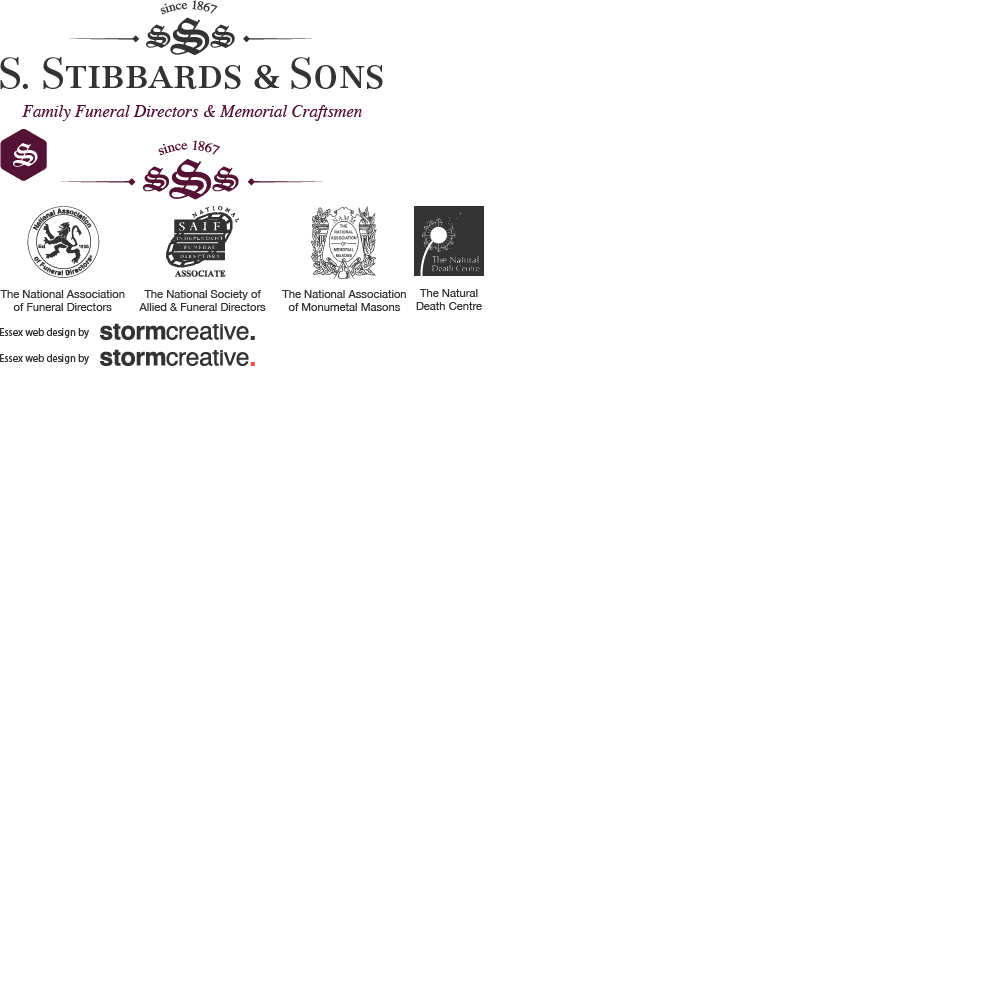 since 1867
SSS
S. STIBBARDS & SONS
Family Funeral Directors & Memorial Craftsmen
S
since 1867
SSS
National Association
Est. 1905
of Funeral Directors
NATIONAL
SAIF
INDEPENDENT
FUNERAL
DIRECTORS
ASSOCIATE
NAMM
THE
NATIONAL
ASSOCIATION
OF
MEMORIAL
MASONS
The Natural
Death Centre
The National Association
of Funeral Directors
The National Society of
Allied & Funeral Directors
The National Association
of Monumetal Masons
The Natural
Death Centre
Essex web design by stormcreative.
Essex web design by stormcreative.